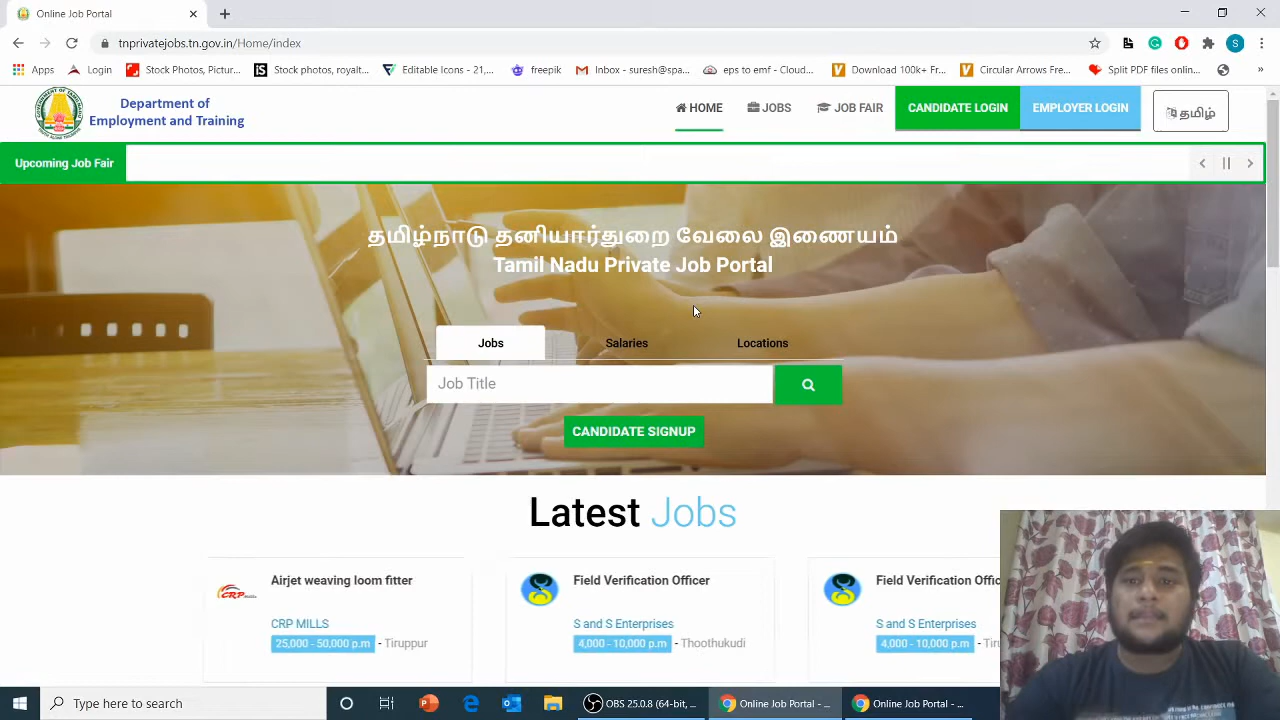 Online Job Portal
tnprivatejobs.tn.gov.in/Home/index
Apps
Login
Stock Photos, Pictur...
Stock photos, royalt...
Editable Icons - 21,...
freepik
Inbox - suresh@spa...
eps to emf - Cloud...
Download 100k+ Fr...
Circular Arrows Free...
Split PDF files onlin...
»
Department of
Employment and Training
HOME
JOBS
JOB FAIR
CANDIDATE LOGIN
EMPLOYER LOGIN
தமிழ்
Upcoming Job Fair
தமிழ்நாடு தனியார்துறை வேலை இணையம்
Tamil Nadu Private Job Portal
Jobs
Salaries
Locations
Job Title
CANDIDATE SIGNUP
Latest Jobs
Airjet weaving loom fitter
CRP MILLS
25,000 - 50,000 p.m - Tiruppur
Field Verification Officer
S and S Enterprises
4,000 - 10,000 p.m - Thoothukudi
Field Verification Offic
S and S Enterprises
4,000 - 10,000 p.m - Tir
Type here to search
OBS 25.0.8 (64-bit, ...
Online Job Portal - ...
Online Job Portal - ...